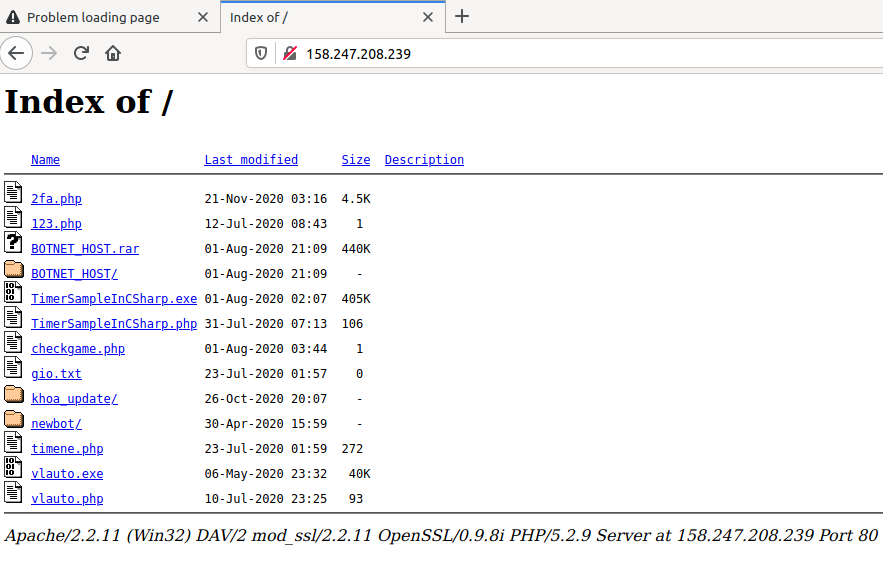 Problem loading page
Index of /
158.247.208.239
Index of /
Name Last modified Size Description
2fa.php 21-Nov-2020 03:16 4.5K
123.php 12-Jul-2020 08:43 1
BOTNET_HOST.rar 01-Aug-2020 21:09 440K
BOTNET_HOST/ 01-Aug-2020 21:09 -
TimerSampleInCSharp.exe 01-Aug-2020 02:07 405K
TimerSampleInCSharp.php 31-Jul-2020 07:13 106
checkgame.php 01-Aug-2020 03:44 1
gio.txt 23-Jul-2020 01:57 0
khoa_update/ 26-Oct-2020 20:07 -
newbot/ 30-Apr-2020 15:59 -
timene.php 23-Jul-2020 01:59 272
vlauto.exe 06-May-2020 23:32 40K
vlauto.php 10-Jul-2020 23:25 93
Apache/2.2.11 (Win32) DAV/2 mod_ssl/2.2.11 OpenSSL/0.9.8i PHP/5.2.9 Server at 158.247.208.239 Port 80